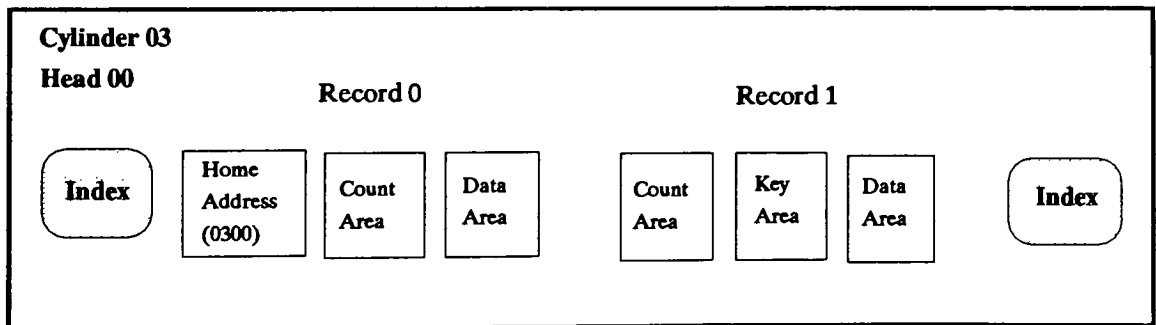 Cylinder 03
Head 00
Record 0
Record 1
Index
Home
Address
(0300)
Count
Area
Data
Area
Count
Area
Key
Area
Data
Area
Index